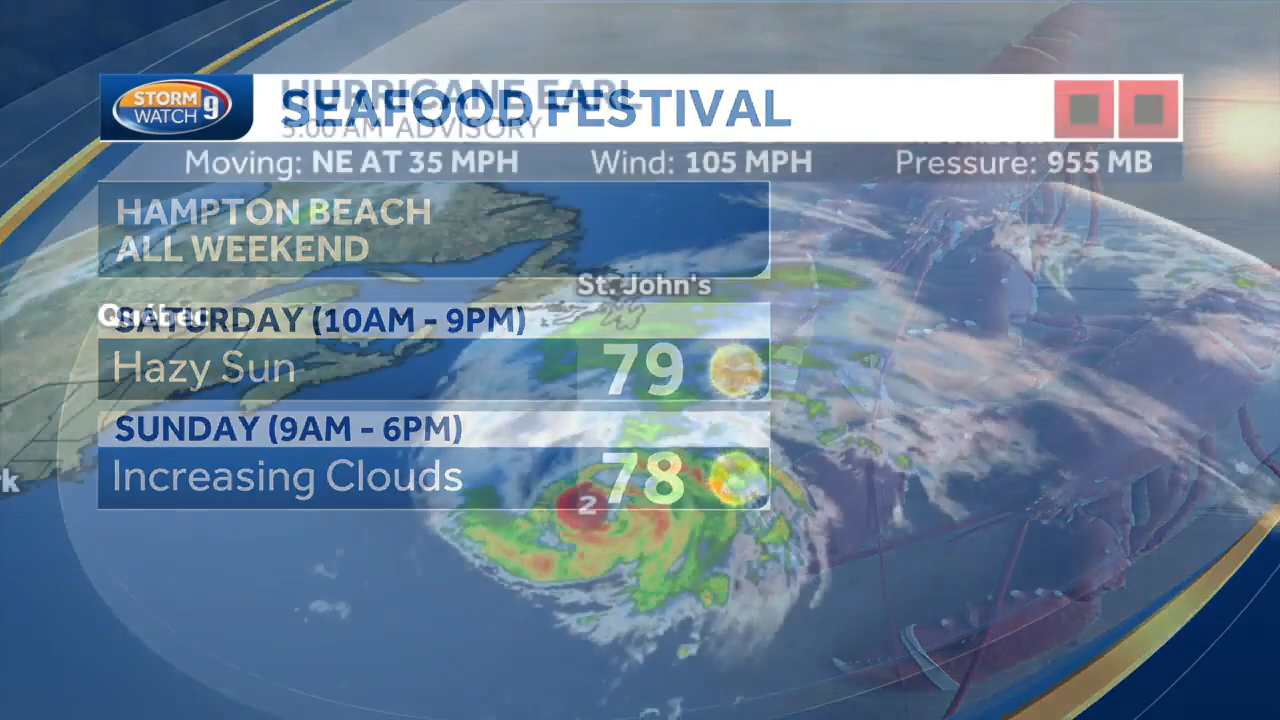 STORM
WATCH 9
HURRICANE EARL
SEAFOOD FESTIVAL
5:00 AM ADVISORY
Moving: NE AT 35 MPH Wind: 105 MPH Pressure: 955 MB
HAMPTON BEACH
ALL WEEKEND
St. John's
Québec
SATURDAY (10AM - 9PM)
Hazy Sun 79
SUNDAY (9AM - 6PM)
Increasing Clouds 78
rk
2